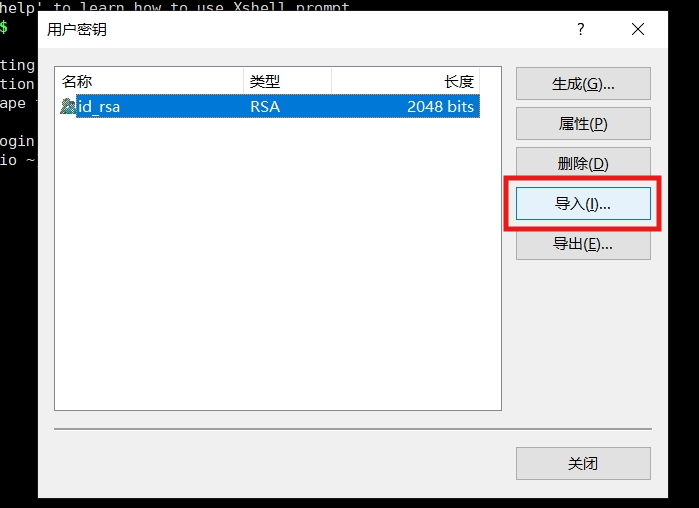 help' to learn how to use Xshell prompt
$
用户密钥
?
ting
tion
ape
ogin
io ~
名称 类型 长度
id_rsa RSA 2048 bits
生成(G)...
属性(P)
删除(D)
导入(I)...
导出(E)...
关闭